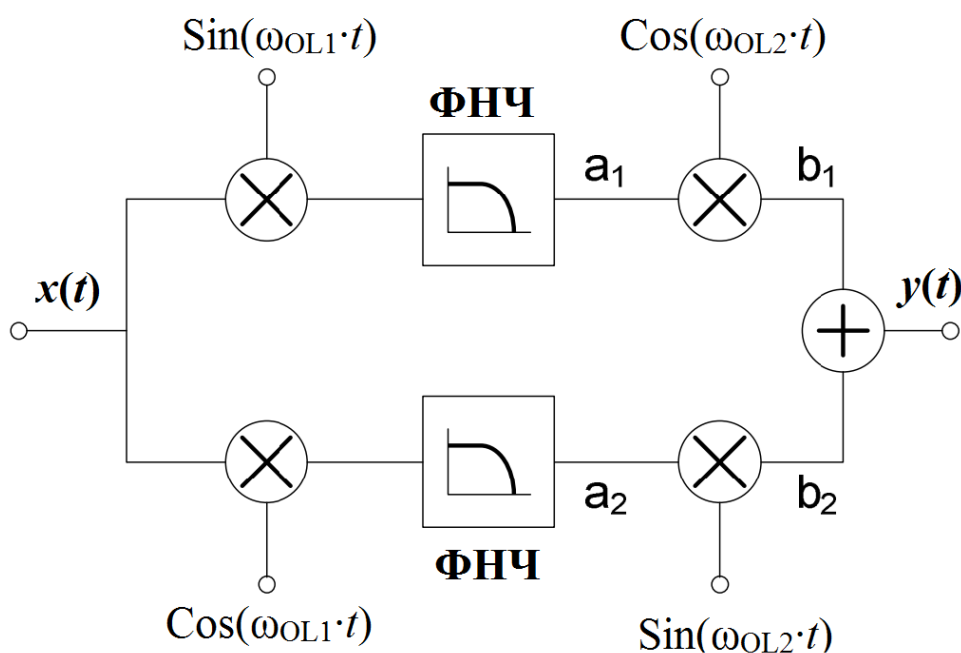 Sin(ω_OL1·t)
Cos(ω_OL2·t)
ФНЧ
a₁
b₁
x(t)
y(t)
a₂
b₂
ФНЧ
Cos(ω_OL1·t)
Sin(ω_OL2·t)